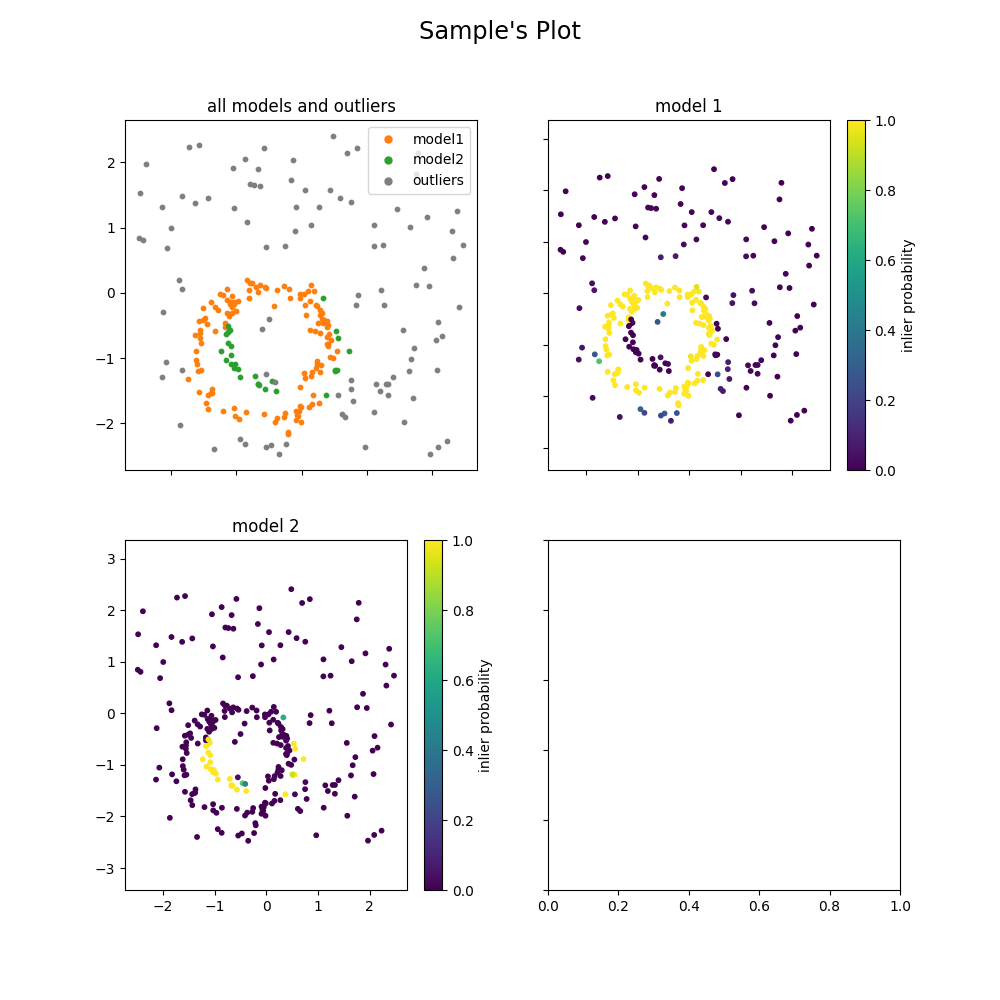 Sample's Plot
all models and outliers
model1
model2
outliers
2
1
0
−1
−2
model 1
1.0
0.8
0.6
0.4
0.2
0.0
inlier probability
model 2
3
2
1
0
−1
−2
−3
−2 −1 0 1 2
1.0
0.8
0.6
0.4
0.2
0.0
inlier probability
0.0 0.2 0.4 0.6 0.8 1.0